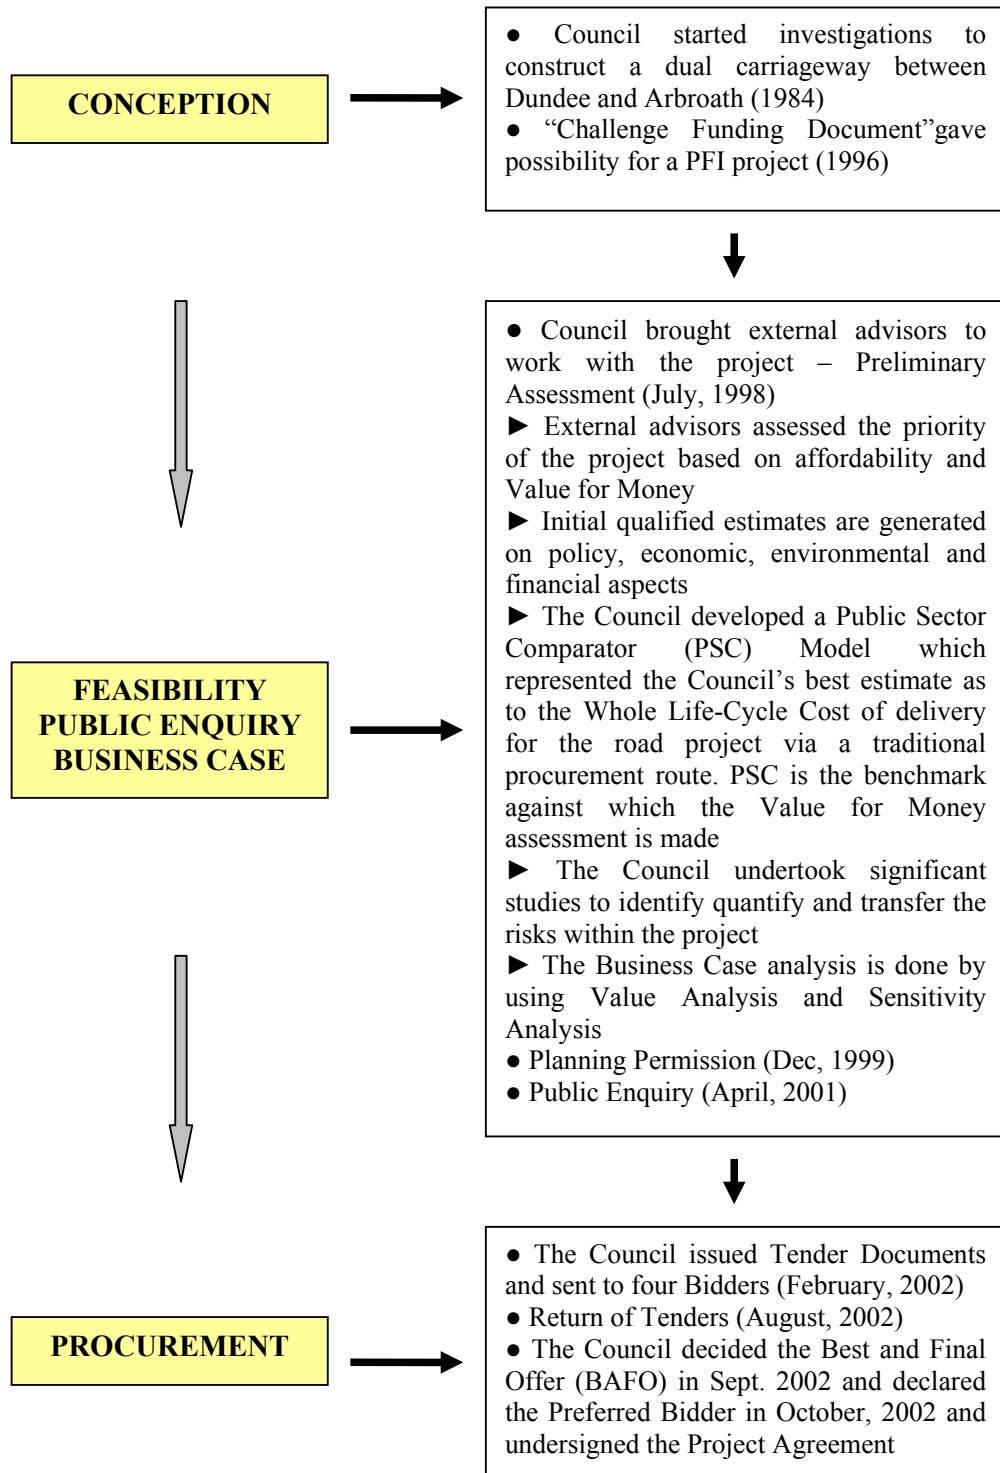 CONCEPTION
● Council started investigations to
construct a dual carriageway between
Dundee and Arbroath (1984)
● “Challenge Funding Document”gave
possibility for a PFI project (1996)
FEASIBILITY
PUBLIC ENQUIRY
BUSINESS CASE
● Council brought external advisors to
work with the project – Preliminary
Assessment (July, 1998)
► External advisors assessed the priority
of the project based on affordability and
Value for Money
► Initial qualified estimates are generated
on policy, economic, environmental and
financial aspects
► The Council developed a Public Sector
Comparator (PSC) Model which
represented the Council’s best estimate as
to the Whole Life-Cycle Cost of delivery
for the road project via a traditional
procurement route. PSC is the benchmark
against which the Value for Money
assessment is made
► The Council undertook significant
studies to identify quantify and transfer the
risks within the project
► The Business Case analysis is done by
using Value Analysis and Sensitivity
Analysis
● Planning Permission (Dec, 1999)
● Public Enquiry (April, 2001)
PROCUREMENT
● The Council issued Tender Documents
and sent to four Bidders (February, 2002)
● Return of Tenders (August, 2002)
● The Council decided the Best and Final
Offer (BAFO) in Sept. 2002 and declared
the Preferred Bidder in October, 2002 and
undersigned the Project Agreement